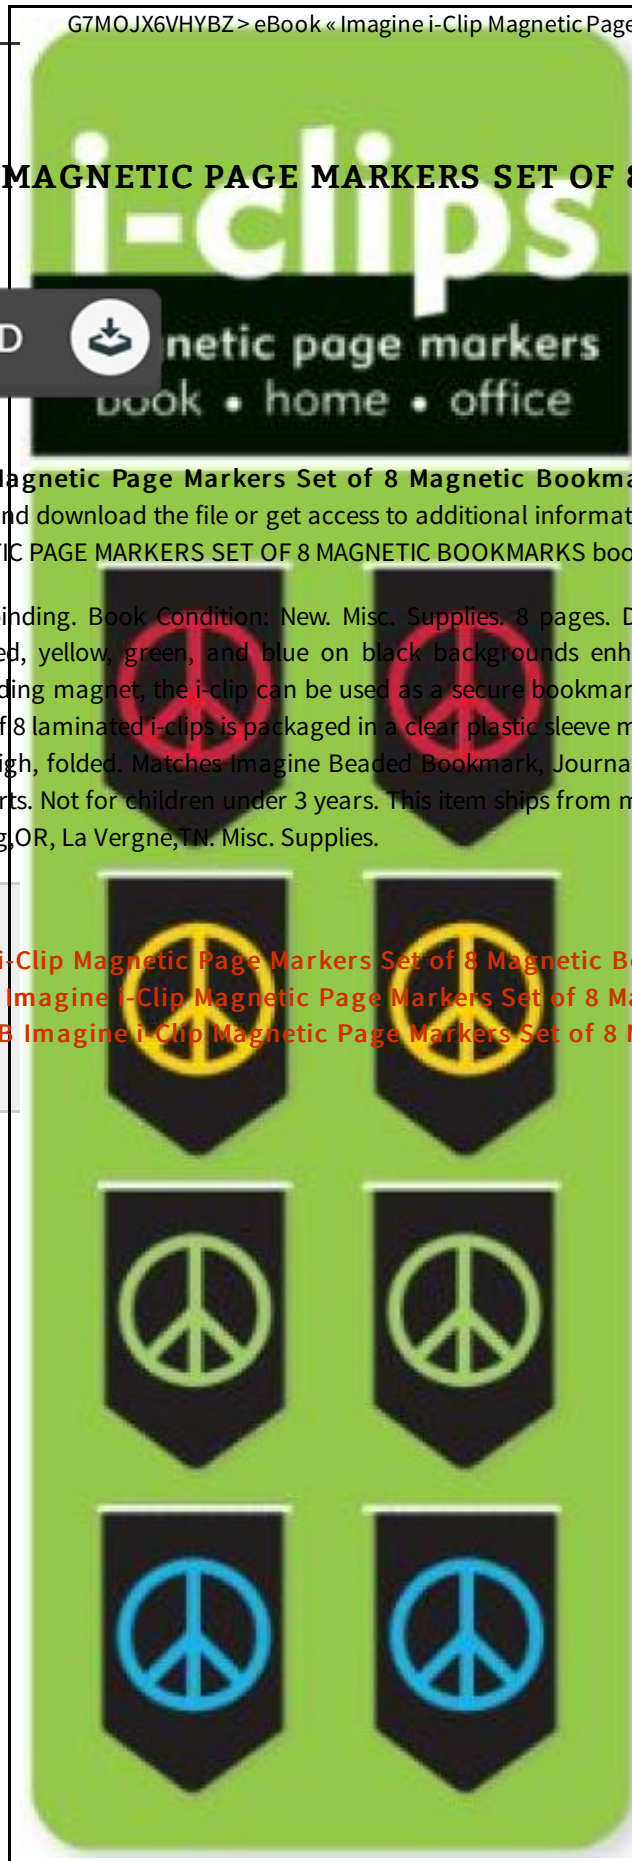 G7MOJX6VHYBZ > eBook « Imagine i-Clip Magnetic Page
MAGNETIC PAGE MARKERS SET OF 8
i-clips
D
netic page markers
book • home • office
Magnetic Page Markers Set of 8 Magnetic Bookma
nd download the file or get access to additional informat
IC PAGE MARKERS SET OF 8 MAGNETIC BOOKMARKS boo
inding. Book Condition: New. Misc. Supplies. 8 pages. D
ed, yellow, green, and blue on black backgrounds enh
ding magnet, the i-clip can be used as a secure bookmar
f 8 laminated i-clips is packaged in a clear plastic sleeve m
igh, folded. Matches Imagine Beaded Bookmark, Journa
rts. Not for children under 3 years. This item ships from m
g,OR, La Vergne,TN. Misc. Supplies.
i-Clip Magnetic Page Markers Set of 8 Magnetic Bo
Imagine i-Clip Magnetic Page Markers Set of 8 Ma
B Imagine i-Clip Magnetic Page Markers Set of 8 M